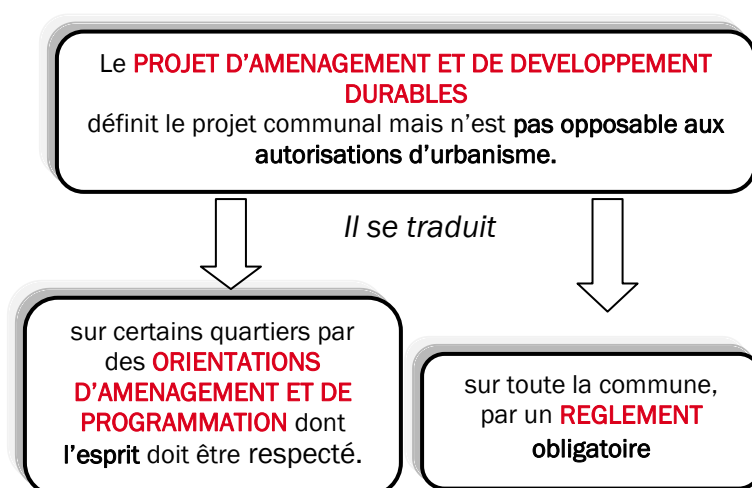 Le PROJET D'AMENAGEMENT ET DE DEVELOPPEMENT
DURABLES
définit le projet communal mais n'est pas opposable aux
autorisations d'urbanisme.
Il se traduit
sur certains quartiers par
des ORIENTATIONS
D'AMENAGEMENT ET DE
PROGRAMMATION dont
l'esprit doit être respecté.
sur toute la commune,
par un REGLEMENT
obligatoire